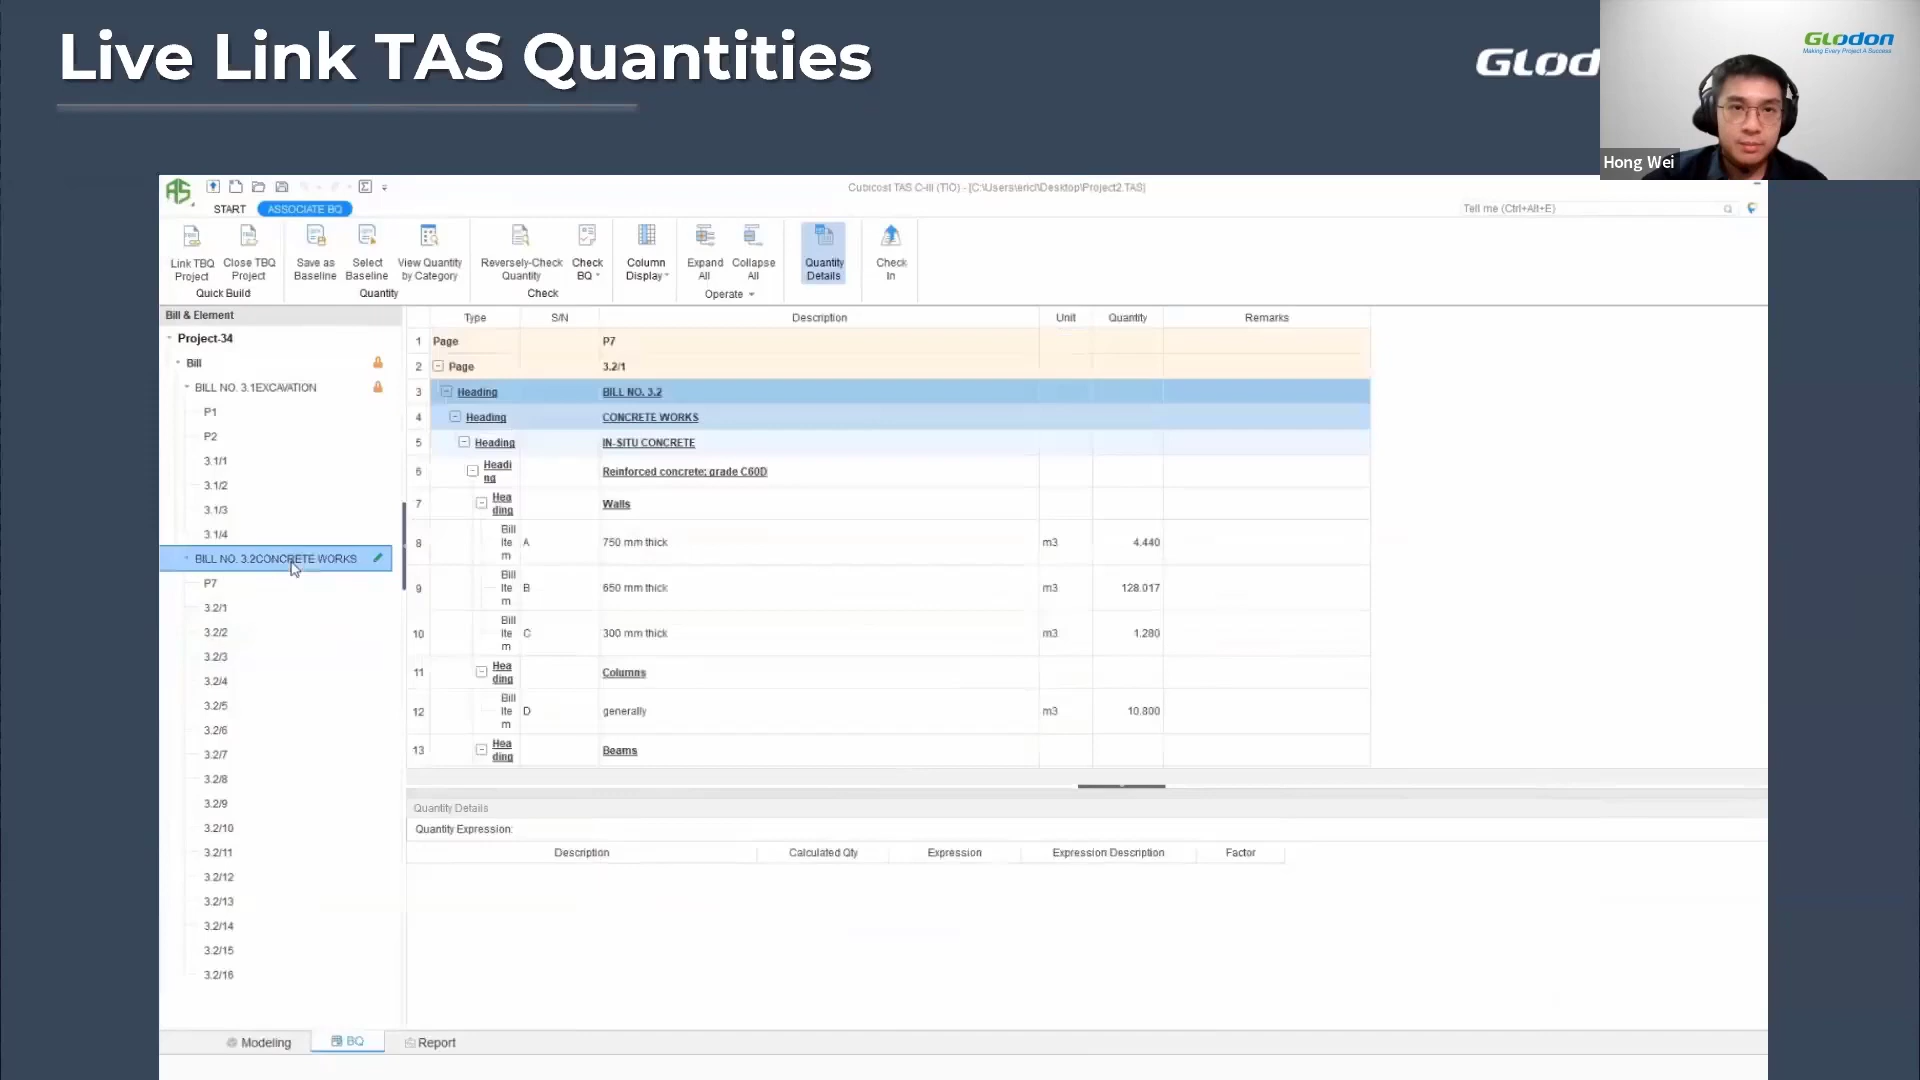 Live Link TAS Quantities
GLOD
GLODON
Making Every Project A Success
Hong Wei
Cubicost TAS C-III (TIO) - [C:\Users\eric\Desktop\Project2.TAS]
START ASSOCIATE BQ
Tell me (Ctrl+Alt+E)
Link TBQ Project
Close TBQ Project
Save as Baseline
Select Baseline
View Quantity by Category
Reversely-Check Quantity
Check BQ
Column Display
Expand All
Collapse All
Quantity Details
Check In
Quick Build
Quantity
Check
Operate
Bill & Element
Project-34
Bill
BILL NO. 3.1EXCAVATION
P1
P2
3.1/1
3.1/2
3.1/3
3.1/4
BILL NO. 3.2CONCRETE WORKS
P7
3.2/1
3.2/2
3.2/3
3.2/4
3.2/5
3.2/6
3.2/7
3.2/8
3.2/9
3.2/10
3.2/11
3.2/12
3.2/13
3.2/14
3.2/15
3.2/16
Type S/N Description Unit Quantity Remarks
1 Page P7
2 Page 3.2/1
3 Heading BILL NO. 3.2
4 Heading CONCRETE WORKS
5 Heading IN-SITU CONCRETE
6 Heading Reinforced concrete; grade C60D
7 Heading Walls
8 Bill Item A 750 mm thick m3 4.440
9 Bill Item B 650 mm thick m3 128.017
10 Bill Item C 300 mm thick m3 1.280
11 Heading Columns
12 Bill Item D generally m3 10.800
13 Heading Beams
Quantity Details
Quantity Expression:
Description Calculated Qty Expression Expression Description Factor
Modeling BQ Report